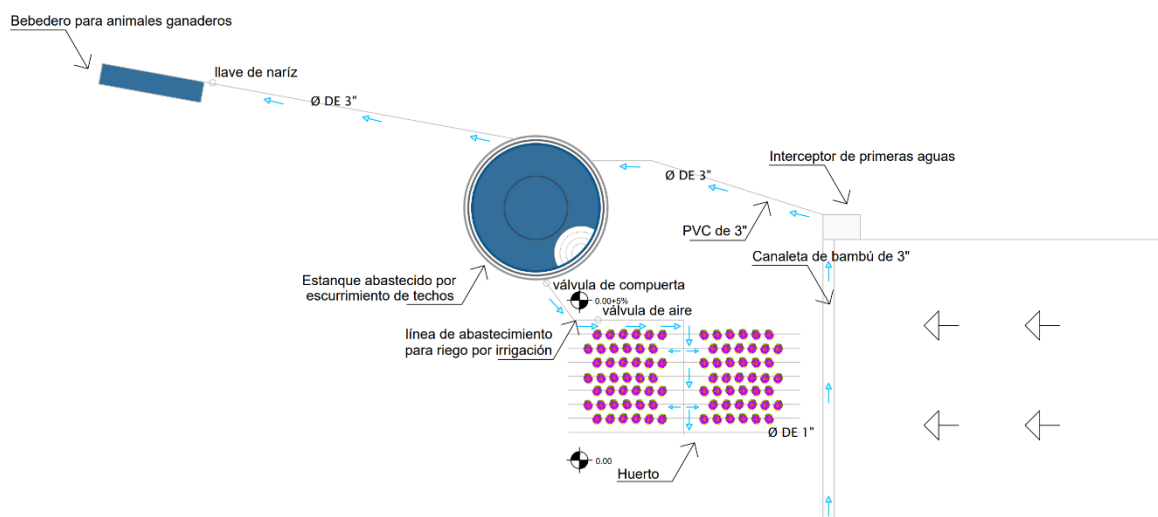 Bebedero para animales ganaderos
llave de naríz
Ø DE 3"
Interceptor de primeras aguas
Ø DE 3"
PVC de 3"
Canaleta de bambú de 3"
Estanque abastecido por
escurrimiento de techos
válvula de compuerta
0.00+5%
válvula de aire
líínea de abastecimiento
para riego por irrigación
Ø DE 1"
0.00
Huerto